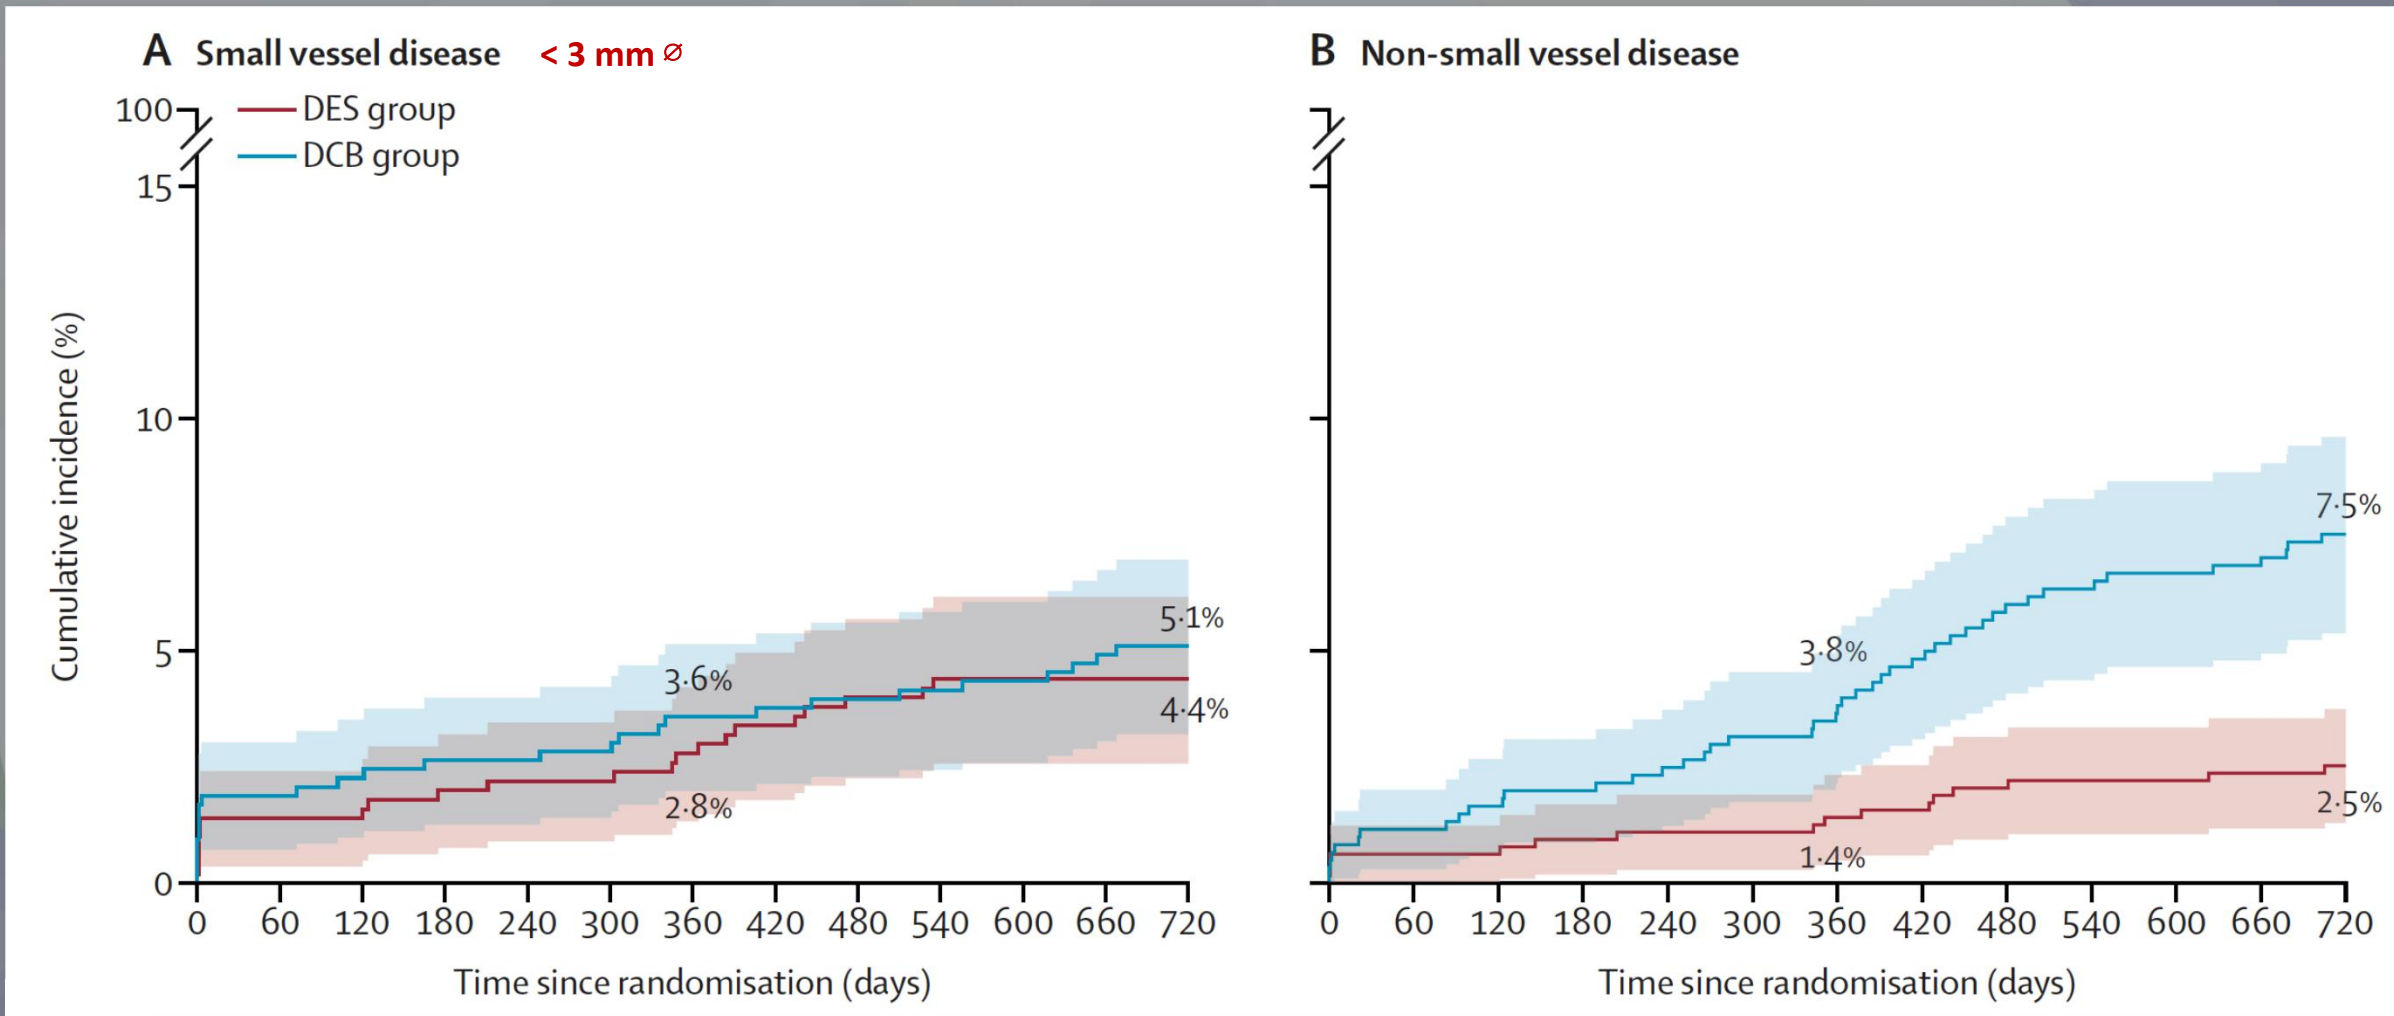 A Small vessel disease < 3 mm ∅
DES group
DCB group
100
15
10
5
0
Cumulative incidence (%)
3·6%
2·8%
5·1%
4·4%
0 60 120 180 240 300 360 420 480 540 600 660 720
Time since randomisation (days)
B Non-small vessel disease
3·8%
1·4%
7·5%
2·5%
0 60 120 180 240 300 360 420 480 540 600 660 720
Time since randomisation (days)